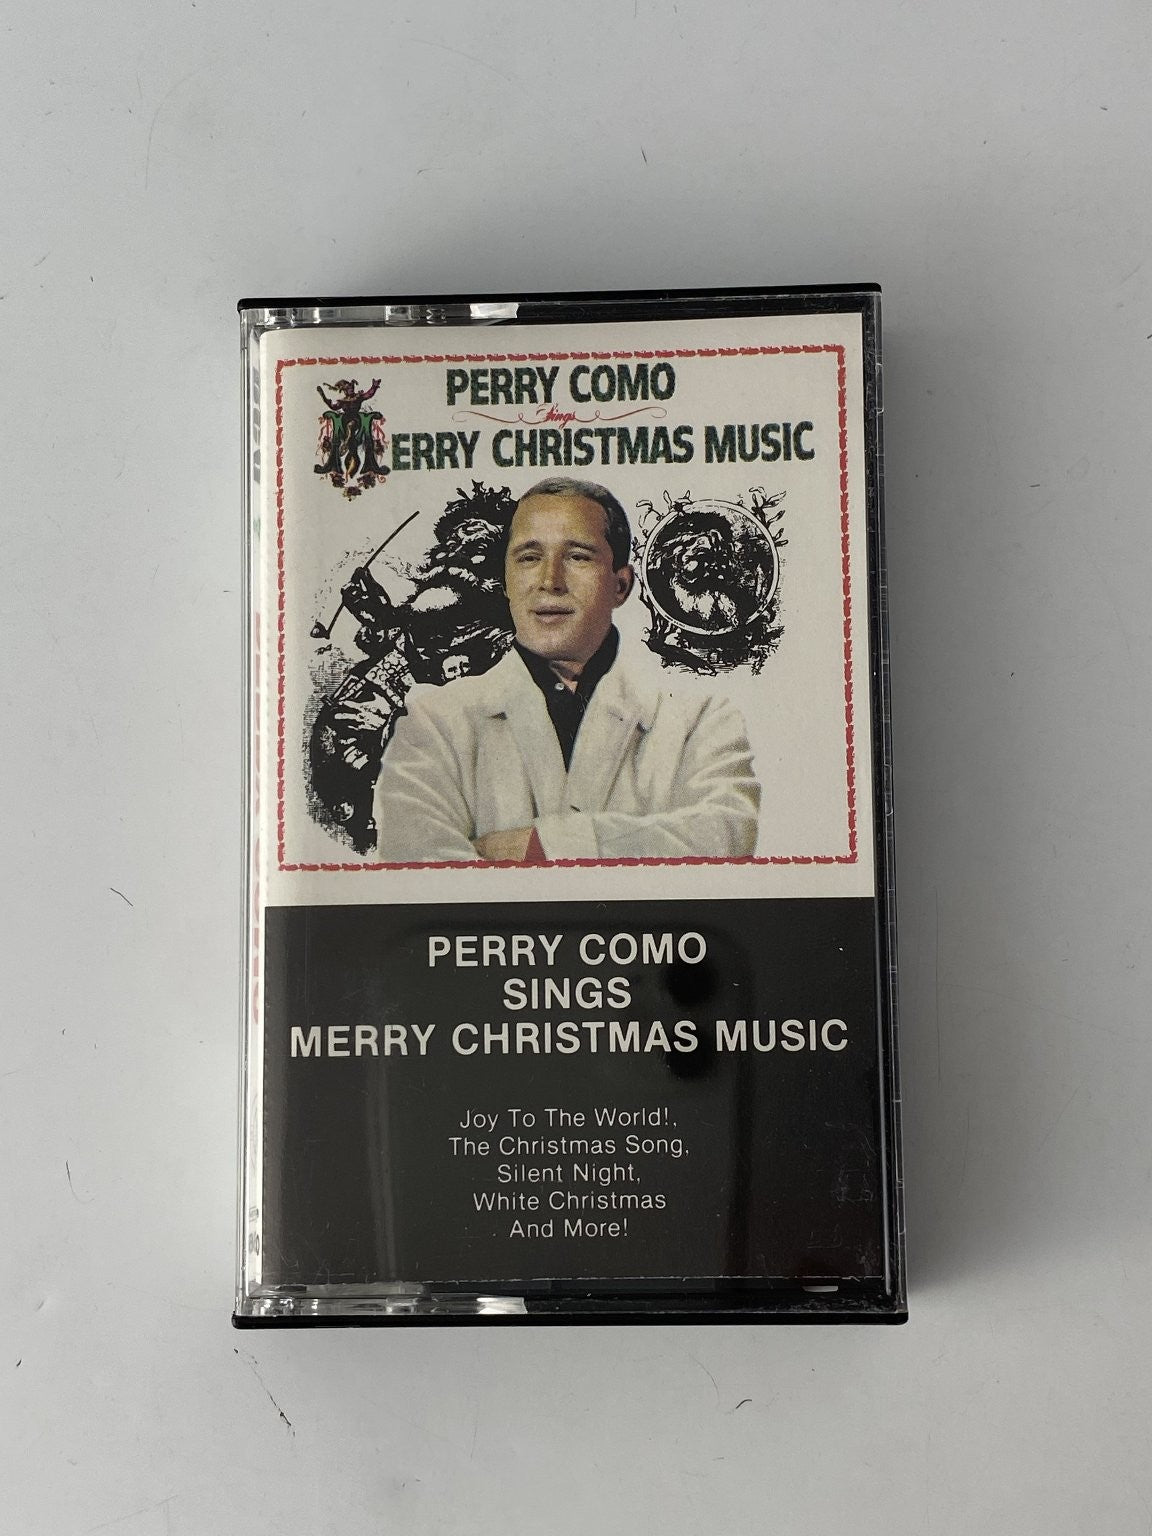 PERRY COMO
Sings
MERRY CHRISTMAS MUSIC
PERRY COMO
SINGS
MERRY CHRISTMAS MUSIC
Joy To The World!,
The Christmas Song,
Silent Night,
White Christmas
And More!